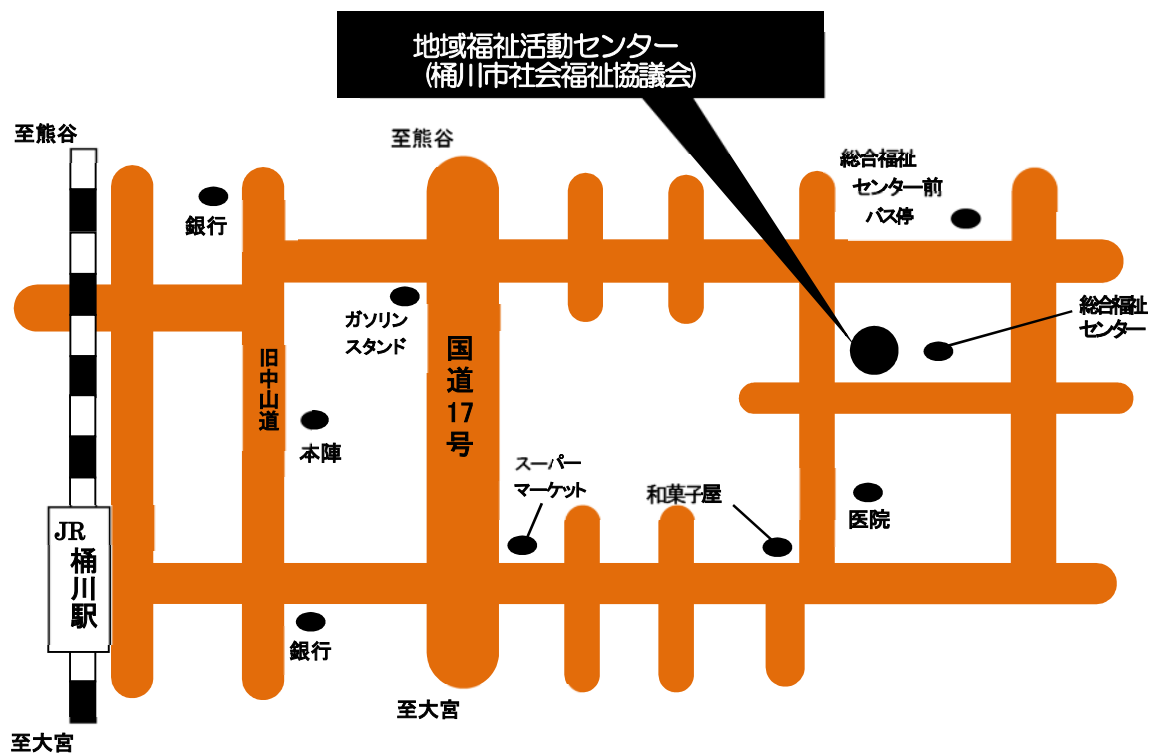 地域福祉活動センター
(桶川市社会福祉協議会)
至熊谷
至熊谷
総合福祉
センター前
バス停
銀行
ガソリン
スタンド
総合福祉
センター
旧中山道
国道17号
本陣
スーパー
マーケット
和菓子屋
医院
JR
桶川駅
銀行
至大宮
至大宮